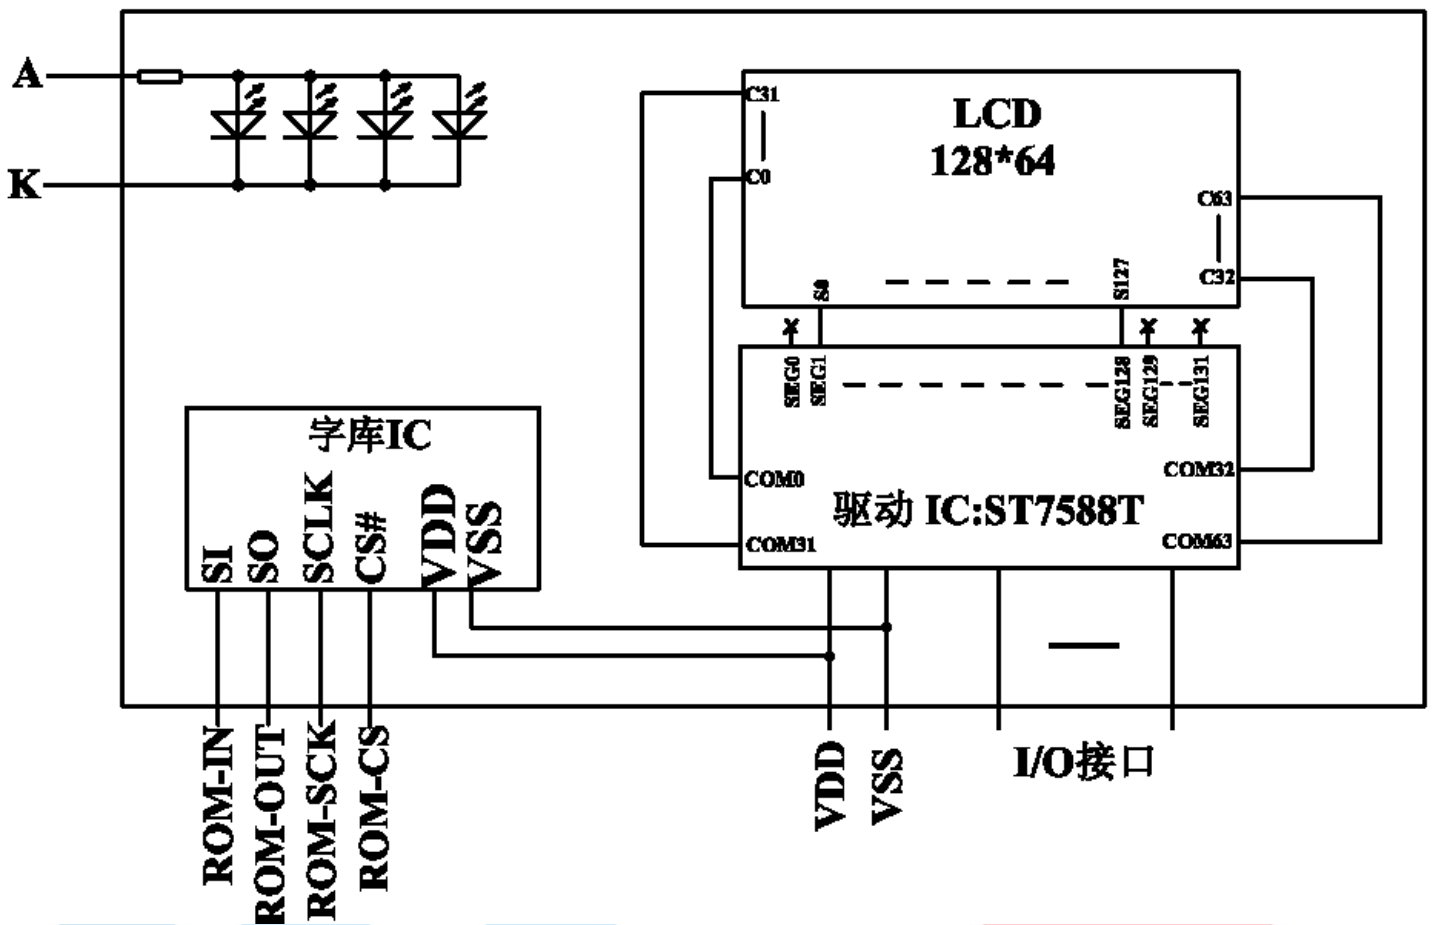 A
K
C31
C0
LCD
128*64
C63
C32
S0
S127
SEG0
SEG1
SEG128
SEG129
SEG131
COM0
COM31
驱动 IC:ST7588T
COM32
COM63
字库IC
SI
SO
SCLK
CS#
VDD
VSS
ROM-IN
ROM-OUT
ROM-SCK
ROM-CS
VDD
VSS
I/O接口